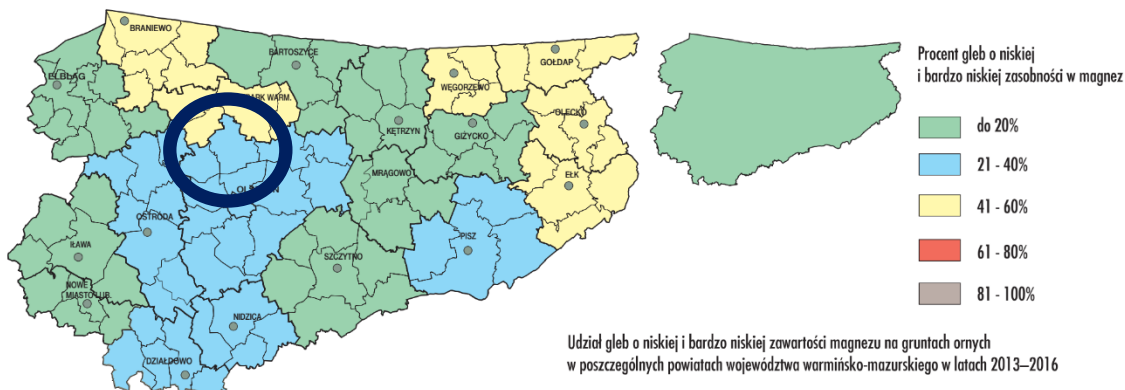 BRANIEWO
GOŁDAP
BARTOSZYCE
ELBLĄG
WĘGORZEWO
WARM.
OLECKO
KĘTRZYN
GIŻYCKO
MRĄGOWO
EŁK
OSTRÓDA
PISZ
IŁAWA
SZCZYTNO
NOWE
MIASTO LUB.
NIDZICA
DZIAŁDOWO
Procent gleb o niskiej
i bardzo niskiej zasobności w magnez
do 20%
21 - 40%
41 - 60%
61 - 80%
81 - 100%
Udział gleb o niskiej i bardzo niskiej zawartości magnezu na gruntach ornych
w poszczególnych powiatach województwa warmińsko-mazurskiego w latach 2013–2016